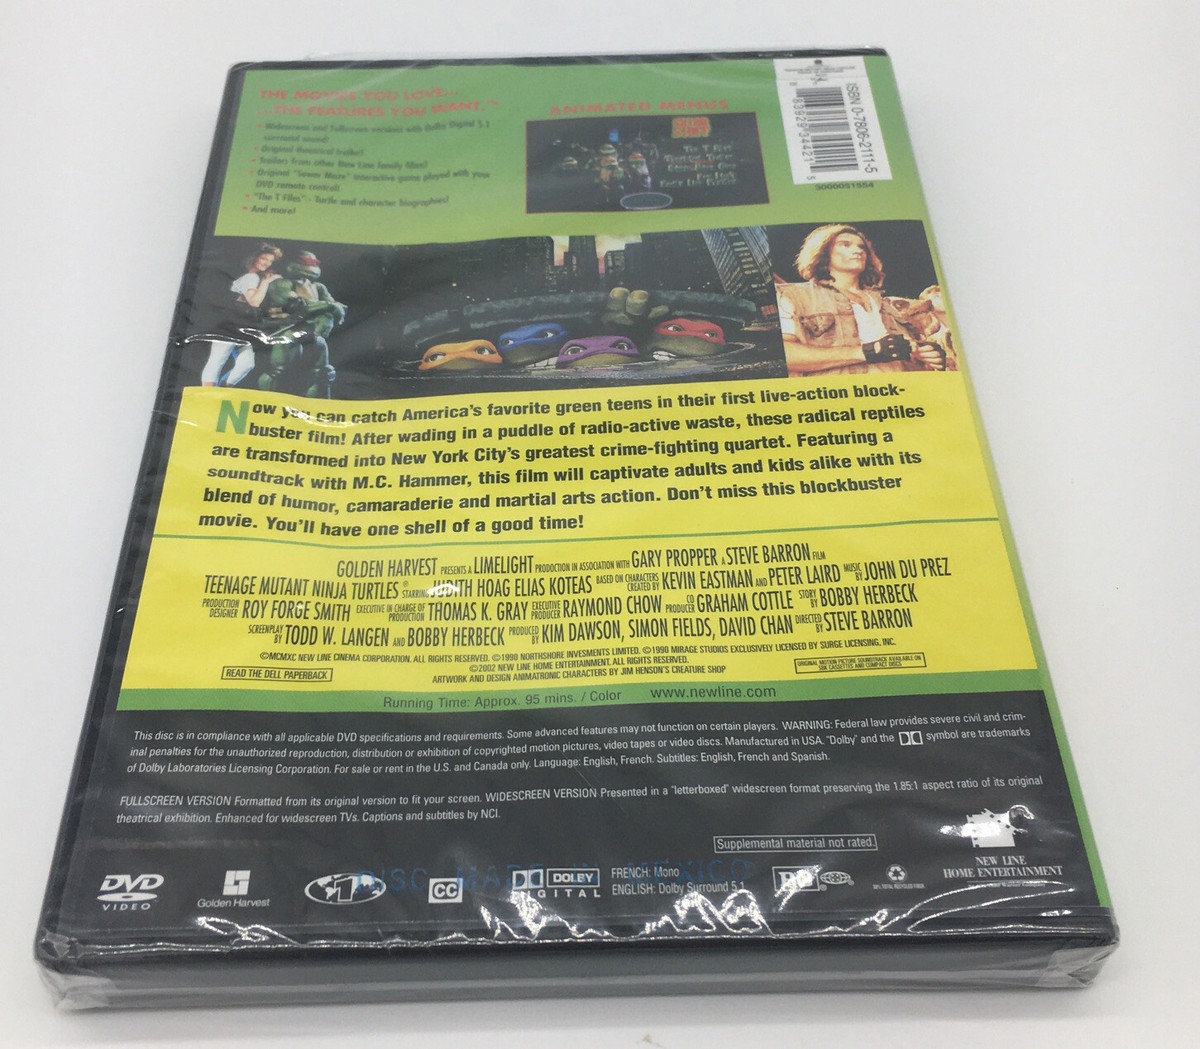 THE MOVIES YOU LOVE...
...THE FEATURES YOU WANT.™
• Widescreen and Fullscreen versions with Dolby Digital 5.1
surround sound!
• Original theatrical trailer!
• Trailers from other New Line family films!
• Original "Sewer Maze" interactive game played with your
DVD remote control!
• "The T Files" - Turtle and character biographies!
• And more!
ANIMATED MENUS
ISBN 0-7806-2111-5
3000051554
Now you can catch America's favorite green teens in their first live-action block-
buster film! After wading in a puddle of radio-active waste, these radical reptiles
are transformed into New York City's greatest crime-fighting quartet. Featuring a
soundtrack with M.C. Hammer, this film will captivate adults and kids alike with its
blend of humor, camaraderie and martial arts action. Don't miss this blockbuster
movie. You'll have one shell of a good time!
GOLDEN HARVEST PRESENTS A LIMELIGHT PRODUCTION IN ASSOCIATION WITH GARY PROPPER A STEVE BARRON FILM
TEENAGE MUTANT NINJA TURTLES® STARRING JUDITH HOAG ELIAS KOTEAS BASED ON CHARACTERS CREATED BY KEVIN EASTMAN AND PETER LAIRD MUSIC BY JOHN DU PREZ
PRODUCTION DESIGNER ROY FORGE SMITH EXECUTIVE IN CHARGE OF PRODUCTION THOMAS K. GRAY EXECUTIVE PRODUCER RAYMOND CHOW CO PRODUCER GRAHAM COTTLE STORY BY BOBBY HERBECK
SCREENPLAY BY TODD W. LANGEN AND BOBBY HERBECK PRODUCED BY KIM DAWSON, SIMON FIELDS, DAVID CHAN DIRECTED BY STEVE BARRON
©MCMXC NEW LINE CINEMA CORPORATION. ALL RIGHTS RESERVED. ©1990 NORTHSHORE INVESMENTS LIMITED. ©1990 MIRAGE STUDIOS EXCLUSIVELY LICENSED BY SURGE LICENSING, INC.
©2002 NEW LINE HOME ENTERTAINMENT. ALL RIGHTS RESERVED.
READ THE DELL PAPERBACK
ARTWORK AND DESIGN ANIMATRONIC CHARACTERS BY JIM HENSON'S CREATURE SHOP
ORIGINAL MOTION PICTURE SOUNDTRACK AVAILABLE ON
SBK CASSETTES AND COMPACT DISCS
Running Time: Approx. 95 mins. / Color www.newline.com
This disc is in compliance with all applicable DVD specifications and requirements. Some advanced features may not function on certain players. WARNING: Federal law provides severe civil and crim-
inal penalties for the unauthorized reproduction, distribution or exhibition of copyrighted motion pictures, video tapes or video discs. Manufactured in USA. "Dolby" and the symbol are trademarks
of Dolby Laboratories Licensing Corporation. For sale or rent in the U.S. and Canada only. Language: English, French. Subtitles: English, French and Spanish.
FULLSCREEN VERSION Formatted from its original version to fit your screen. WIDESCREEN VERSION Presented in a "letterboxed" widescreen format preserving the 1.85:1 aspect ratio of its original
theatrical exhibition. Enhanced for widescreen TVs. Captions and subtitles by NCI.
Supplemental material not rated.
DISC MADE IN MEXICO
DVD
VIDEO
Golden Harvest
1
CC
DOLBY
DIGITAL
FRENCH: Mono
ENGLISH: Dolby Surround 5.1
PG
NEW LINE
HOME ENTERTAINMENT